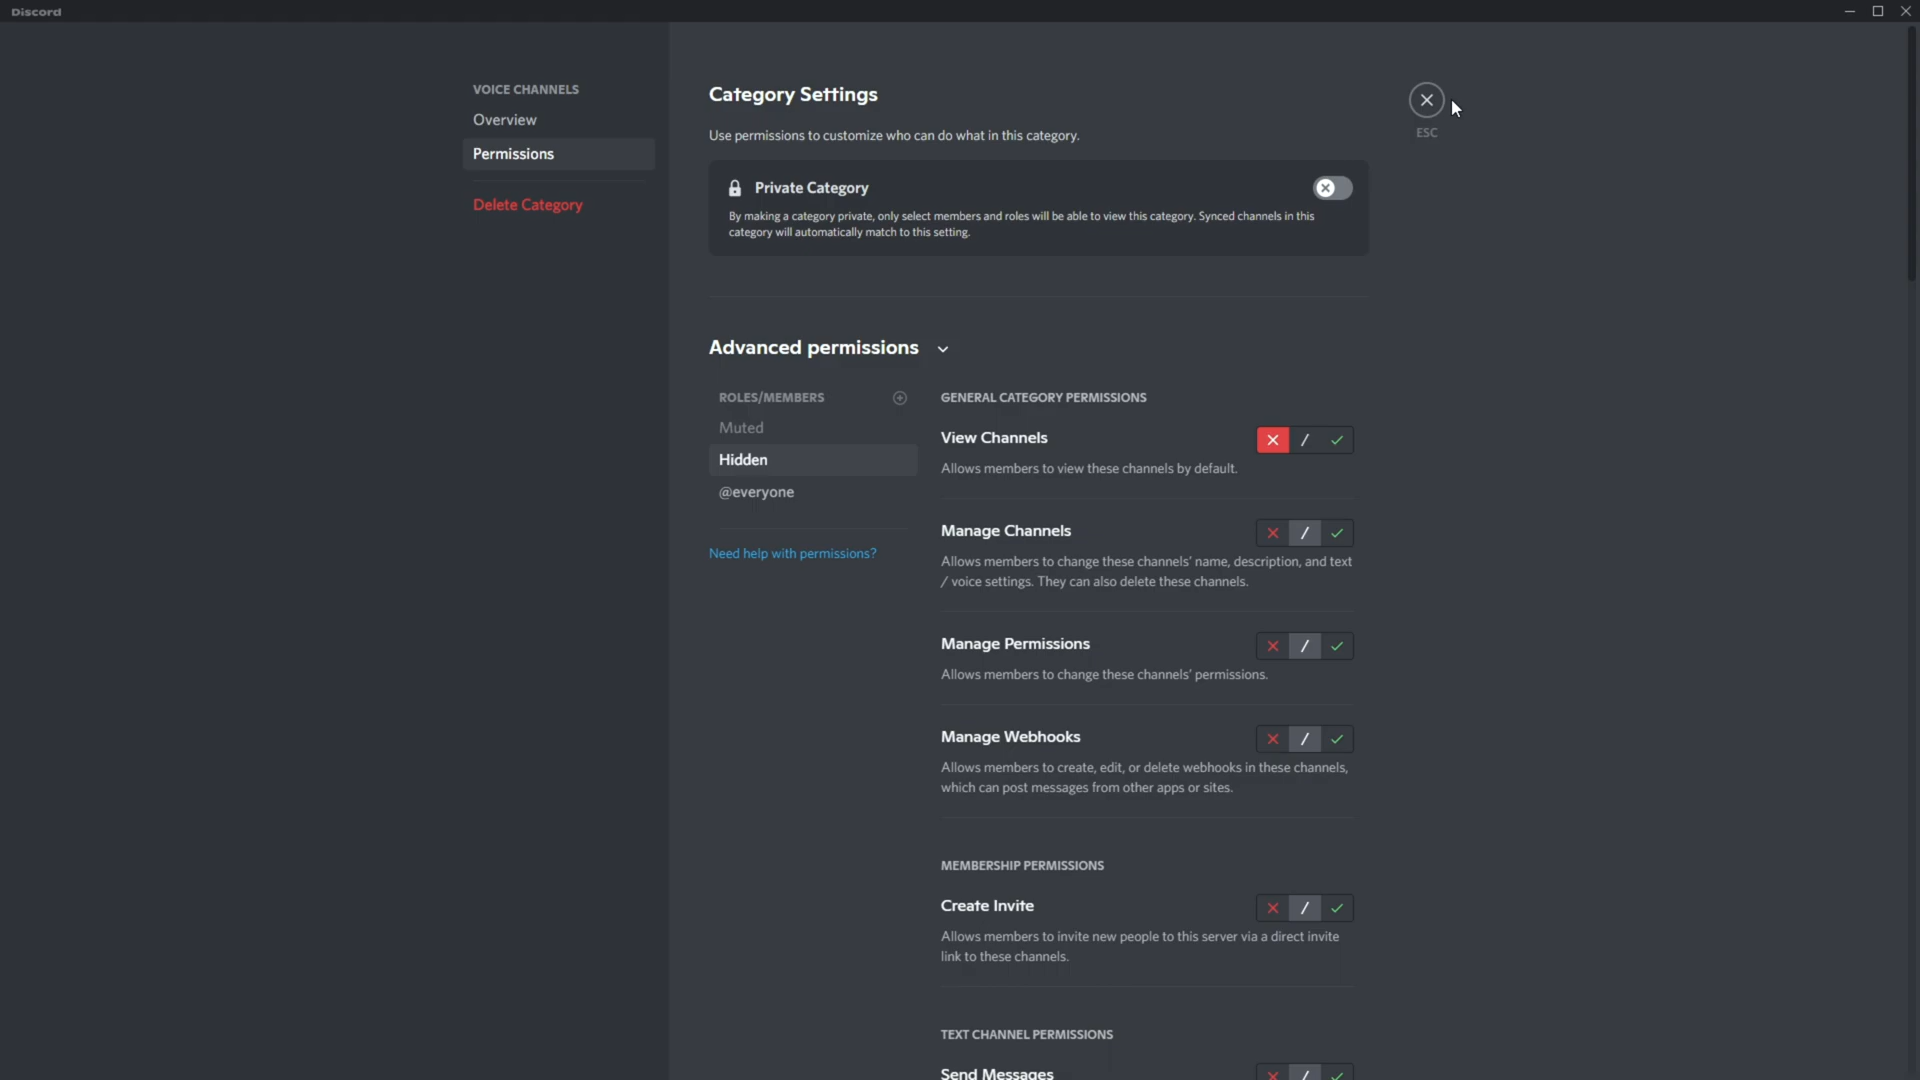 Discord
VOICE CHANNELS
Overview
Permissions
Delete Category
Category Settings
Use permissions to customize who can do what in this category.
ESC
Private Category
By making a category private, only select members and roles will be able to view this category. Synced channels in this
category will automatically match to this setting.
Advanced permissions
ROLES/MEMBERS
Muted
Hidden
@everyone
Need help with permissions?
GENERAL CATEGORY PERMISSIONS
View Channels
Allows members to view these channels by default.
Manage Channels
Allows members to change these channels' name, description, and text
/ voice settings. They can also delete these channels.
Manage Permissions
Allows members to change these channels' permissions.
Manage Webhooks
Allows members to create, edit, or delete webhooks in these channels,
which can post messages from other apps or sites.
MEMBERSHIP PERMISSIONS
Create Invite
Allows members to invite new people to this server via a direct invite
link to these channels.
TEXT CHANNEL PERMISSIONS
Send Messages